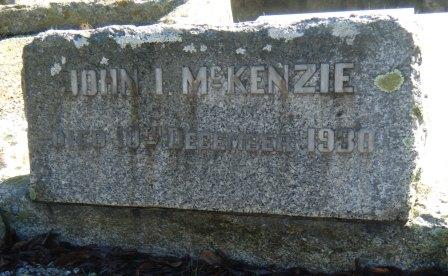 JOHN I. McKENZIE
DIED 10TH DECEMBER 1930